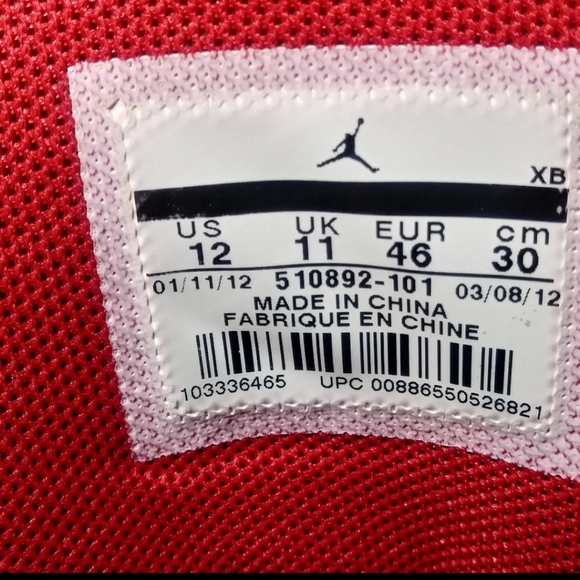 XB
US UK EUR cm
12 11 46 30
01/11/12 510892-101 03/08/12
MADE IN CHINA
FABRIQUE EN CHINE
103336465 UPC 00886550526821